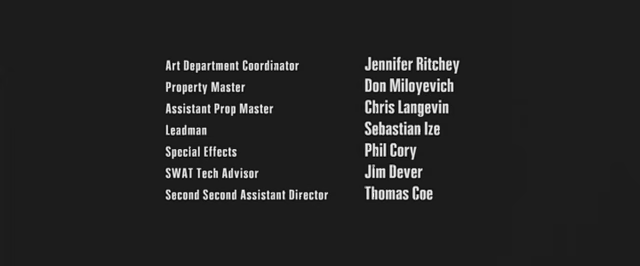 Art Department Coordinator Jennifer Ritchey
Property Master Don Miloyevich
Assistant Prop Master Chris Langevin
Leadman Sebastian Ize
Special Effects Phil Cory
SWAT Tech Advisor Jim Dever
Second Second Assistant Director Thomas Coe